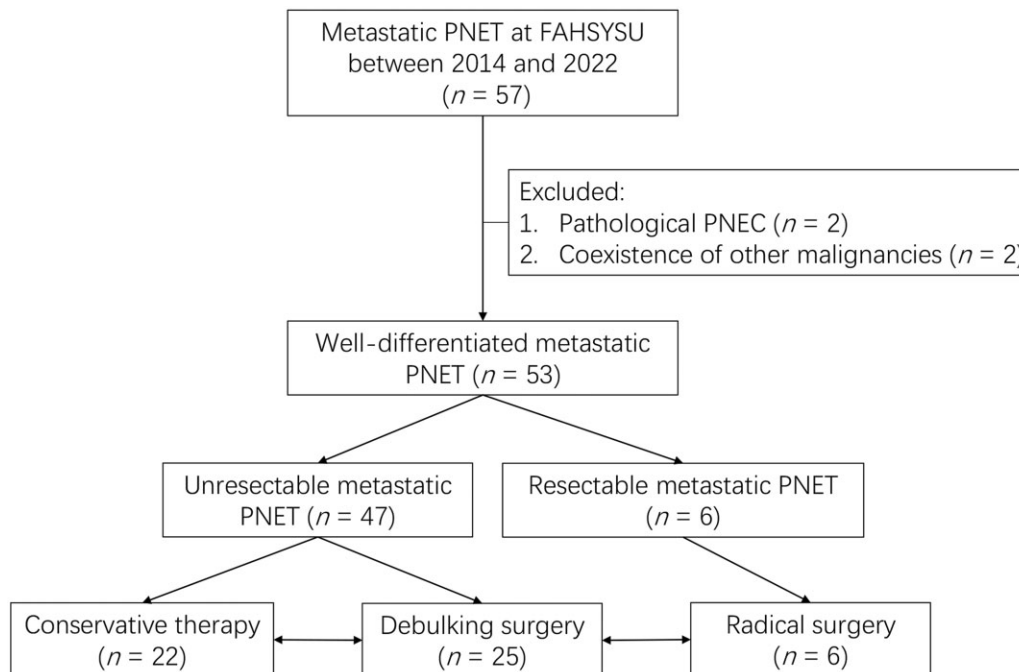 Metastatic PNET at FAHSYSU
between 2014 and 2022
(n = 57)
Excluded:
1. Pathological PNEC (n = 2)
2. Coexistence of other malignancies (n = 2)
Well-differentiated metastatic
PNET (n = 53)
Unresectable metastatic
PNET (n = 47)
Resectable metastatic PNET
(n = 6)
Conservative therapy
(n = 22)
Debulking surgery
(n = 25)
Radical surgery
(n = 6)